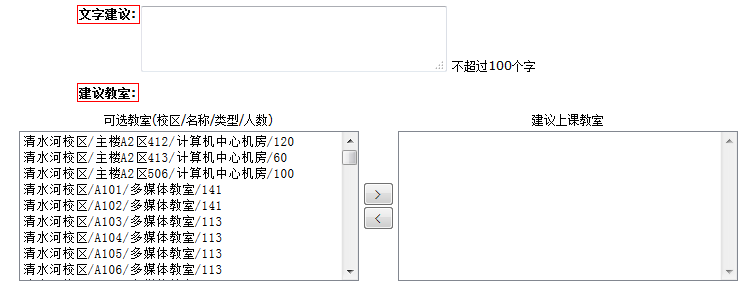 文字建议:
不超过100个字
建议教室:
可选教室(校区/名称/类型/人数)
建议上课教室
清水河校区/主楼A2区412/计算机中心机房/120
清水河校区/主楼A2区413/计算机中心机房/60
清水河校区/主楼A2区506/计算机中心机房/100
清水河校区/A101/多媒体教室/141
清水河校区/A102/多媒体教室/141
清水河校区/A103/多媒体教室/113
清水河校区/A104/多媒体教室/113
清水河校区/A105/多媒体教室/113
清水河校区/A106/多媒体教室/113
>
<